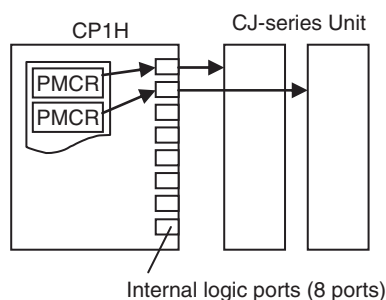 CP1H
CJ-series Unit
PMCR
PMCR
Internal logic ports (8 ports)